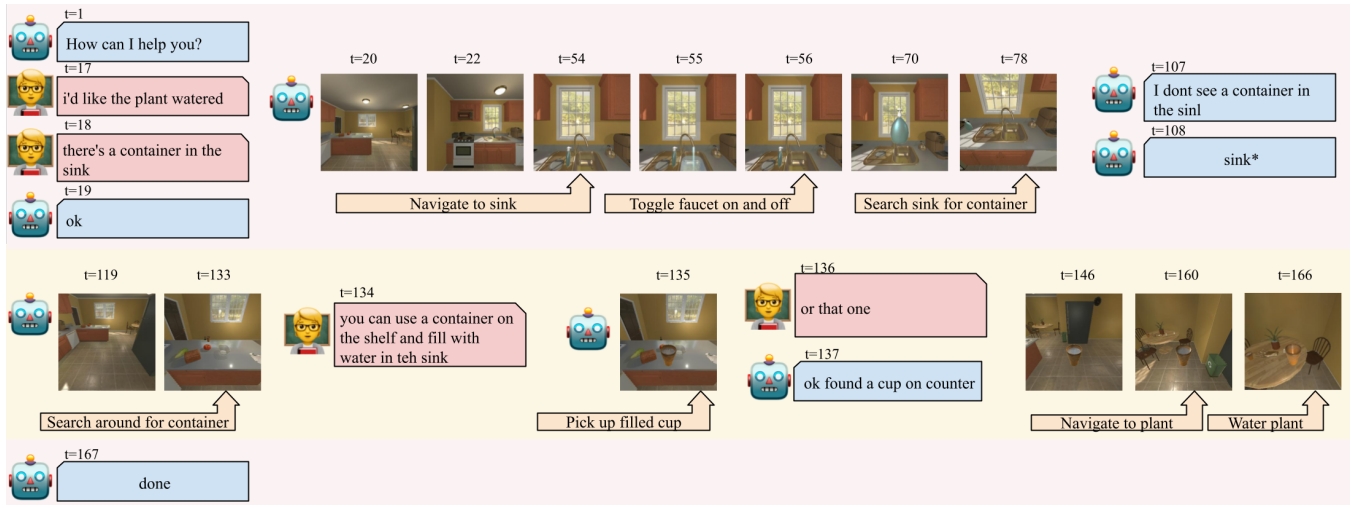 t=1
How can I help you?
t=17
i'd like the plant watered
t=18
there's a container in the
sink
t=19
ok
t=20
t=22
t=54
t=55
t=56
t=70
t=78
Navigate to sink
Toggle faucet on and off
Search sink for container
t=107
I dont see a container in
the sinl
t=108
sink*
t=119
t=133
Search around for container
t=134
you can use a container on
the shelf and fill with
water in teh sink
t=135
Pick up filled cup
t=136
or that one
t=137
ok found a cup on counter
t=146
t=160
t=166
Navigate to plant
Water plant
t=167
done